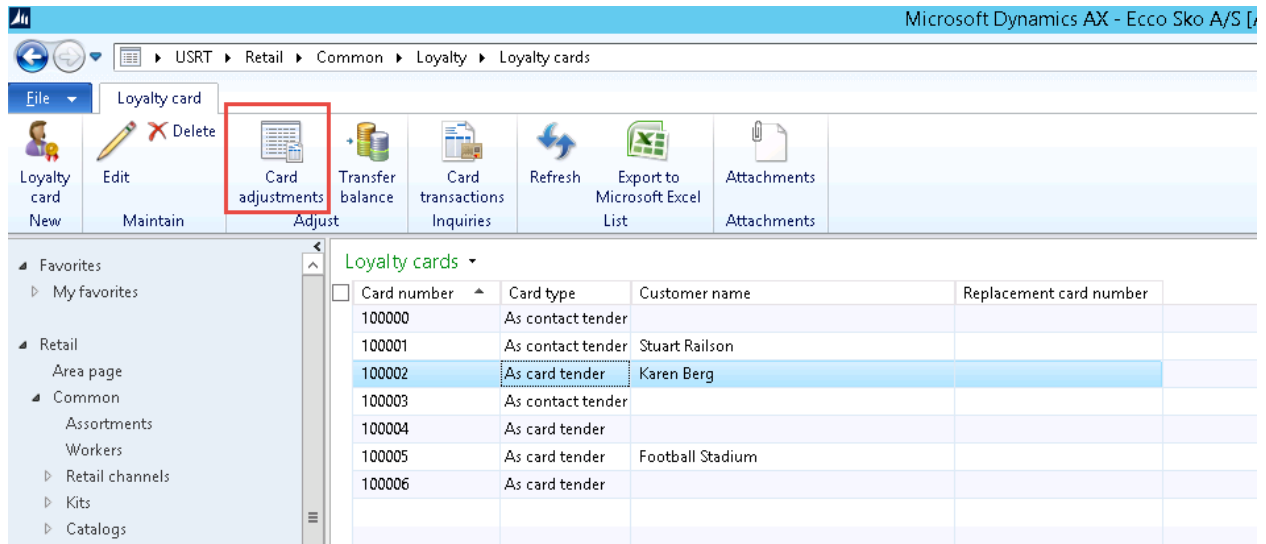 Microsoft Dynamics AX - Ecco Sko A/S [
USRT Retail Common Loyalty Loyalty cards
File Loyalty card
Loyalty card
Edit
Delete
Card adjustments
Transfer balance
Card transactions
Refresh
Export to Microsoft Excel
Attachments
New Maintain Adjust Inquiries List Attachments
Favorites
My favorites
Retail
Area page
Common
Assortments
Workers
Retail channels
Kits
Catalogs
Loyalty cards
Card number Card type Customer name Replacement card number
100000 As contact tender
100001 As contact tender Stuart Railson
100002 As card tender Karen Berg
100003 As contact tender
100004 As card tender
100005 As card tender Football Stadium
100006 As card tender